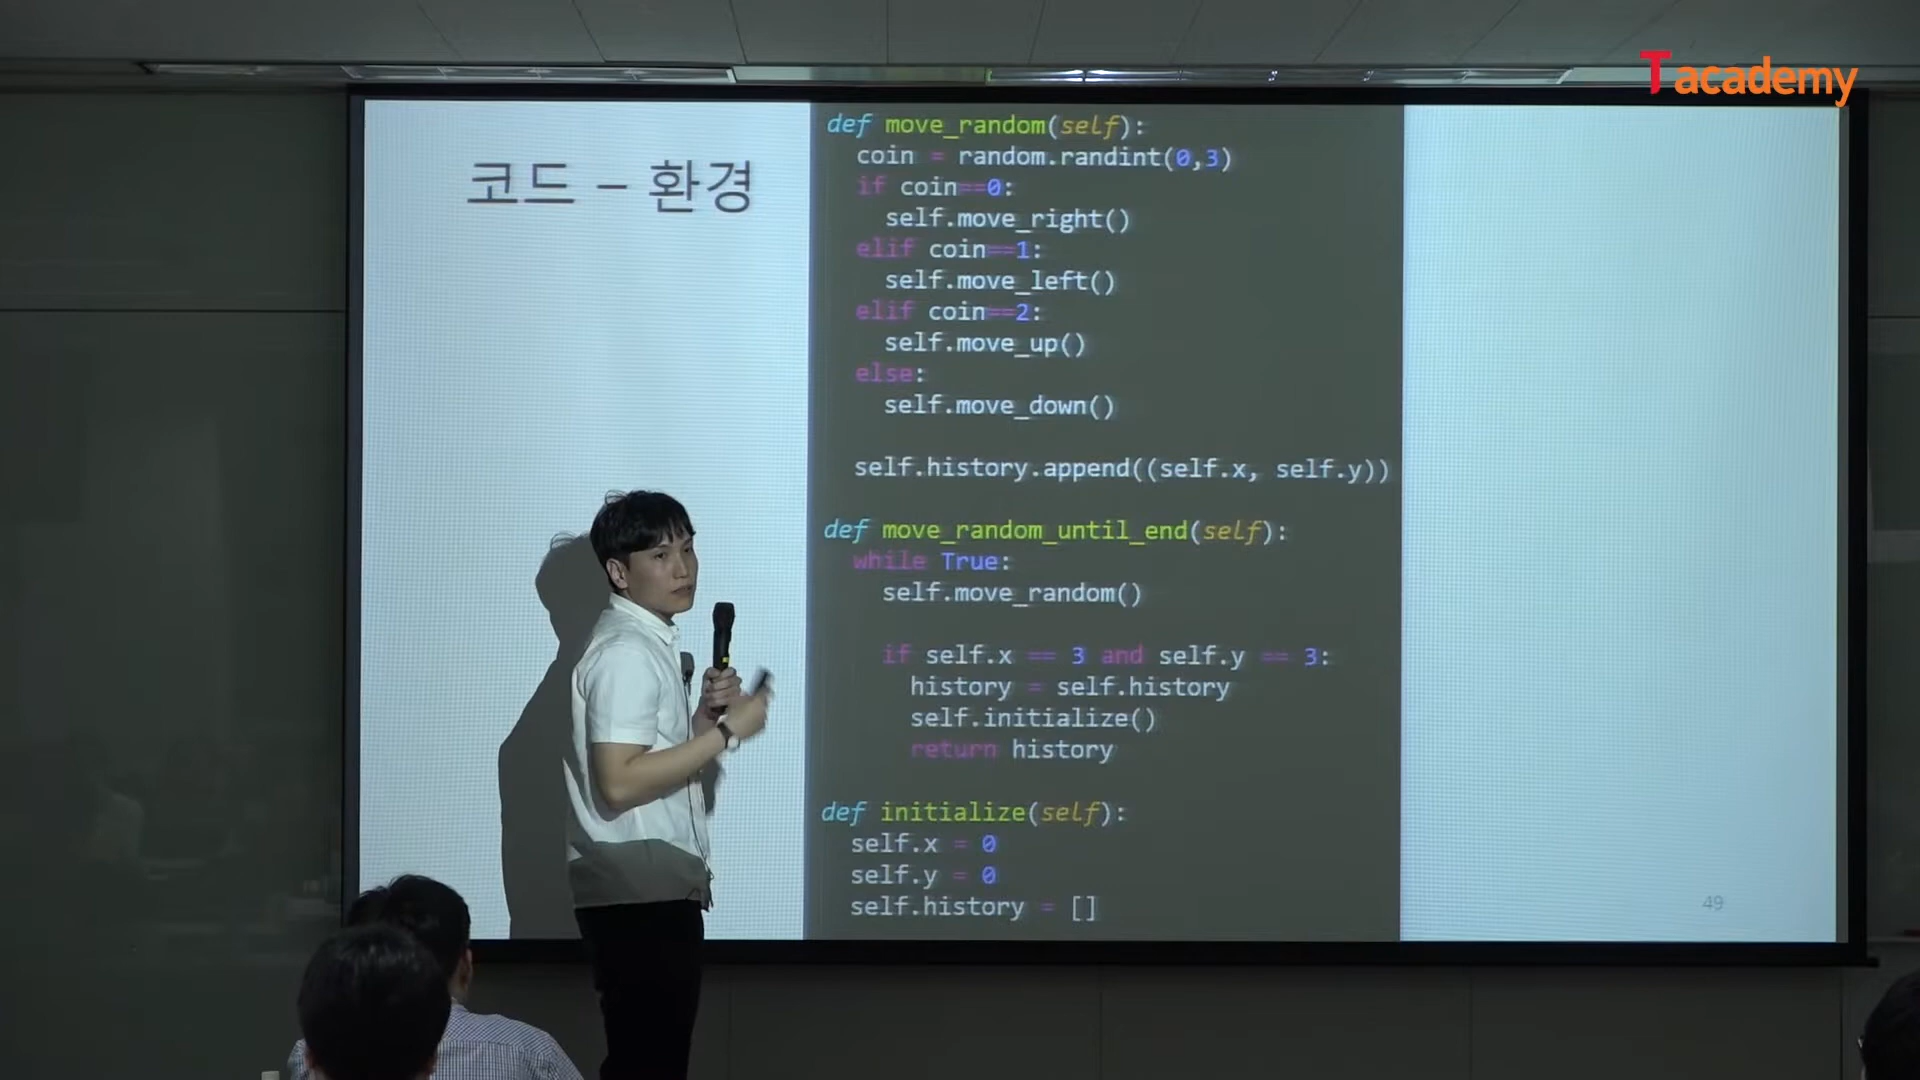 Tacademy
코드 – 환경
def move_random(self):
coin = random.randint(0,3)
if coin==0:
self.move_right()
elif coin==1:
self.move_left()
elif coin==2:
self.move_up()
else:
self.move_down()
self.history.append((self.x, self.y))
def move_random_until_end(self):
while True:
self.move_random()
if self.x == 3 and self.y == 3:
history = self.history
self.initialize()
return history
def initialize(self):
self.x = 0
self.y = 0
self.history = []
49